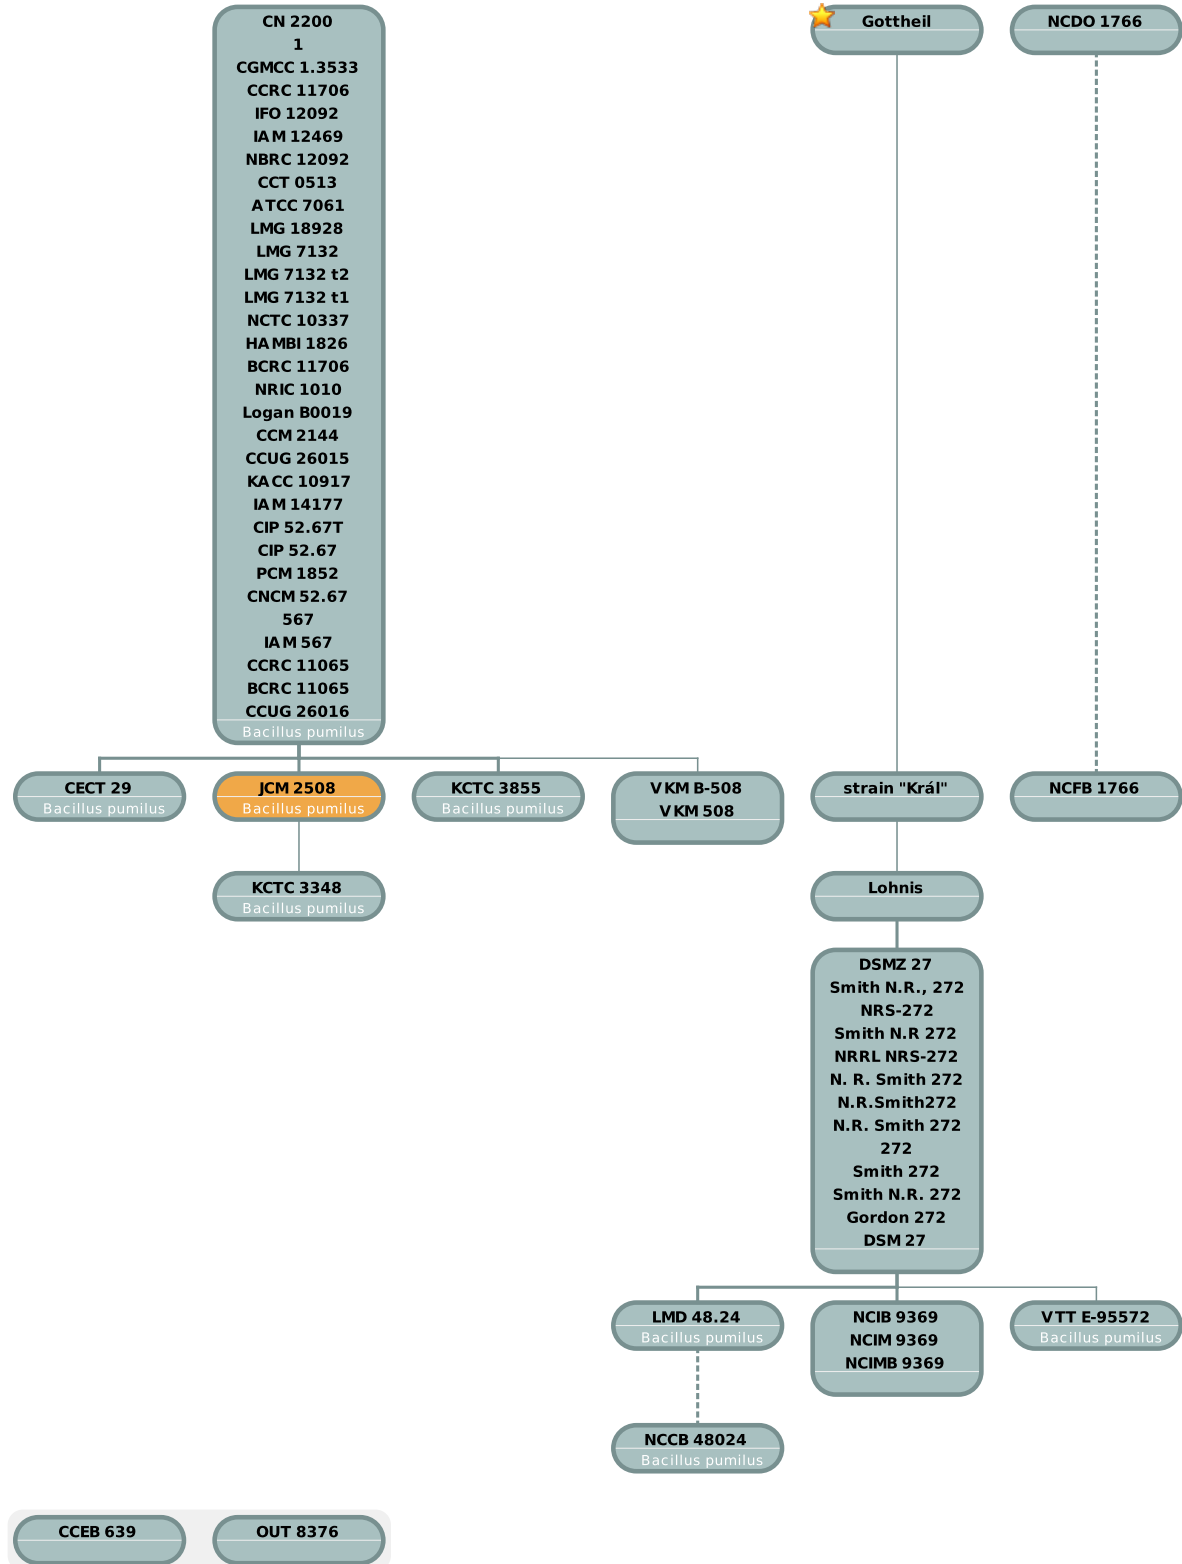 CN 2200
1
CGMCC 1.3533
CCRC 11706
IFO 12092
IAM 12469
NBRC 12092
CCT 0513
ATCC 7061
LMG 18928
LMG 7132
LMG 7132 t2
LMG 7132 t1
NCTC 10337
HAMBI 1826
BCRC 11706
NRIC 1010
Logan B0019
CCM 2144
CCUG 26015
KACC 10917
IAM 14177
CIP 52.67T
CIP 52.67
PCM 1852
CNCM 52.67
567
IAM 567
CCRC 11065
BCRC 11065
CCUG 26016
Bacillus pumilus
Gottheil
NCDO 1766
CECT 29
Bacillus pumilus
JCM 2508
Bacillus pumilus
KCTC 3855
Bacillus pumilus
VKM B-508
VKM 508
strain "Král"
NCFB 1766
KCTC 3348
Bacillus pumilus
Lohnis
DSMZ 27
Smith N.R., 272
NRS-272
Smith N.R 272
NRRL NRS-272
N. R. Smith 272
N.R.Smith272
N.R. Smith 272
272
Smith 272
Smith N.R. 272
Gordon 272
DSM 27
LMD 48.24
Bacillus pumilus
NCIB 9369
NCIM 9369
NCIMB 9369
VTT E-95572
Bacillus pumilus
NCCB 48024
Bacillus pumilus
CCEB 639
OUT 8376